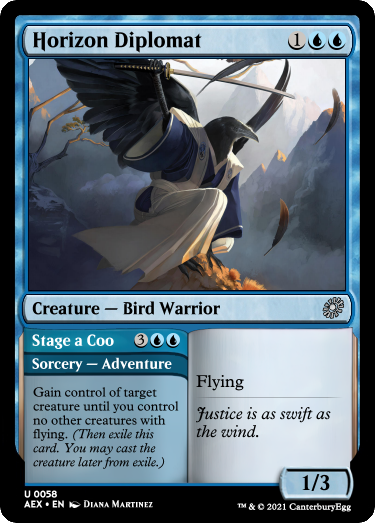 Horizon Diplomat 1
Creature — Bird Warrior
Stage a Coo 3
Sorcery — Adventure
Gain control of target
creature until you control
no other creatures with
flying. (Then exile this
card. You may cast the
creature later from exile.)
Flying
Justice is as swift as
the wind.
1/3
U 0058
AEX • EN Diana Martinez
™ & © 2021 CanterburyEgg